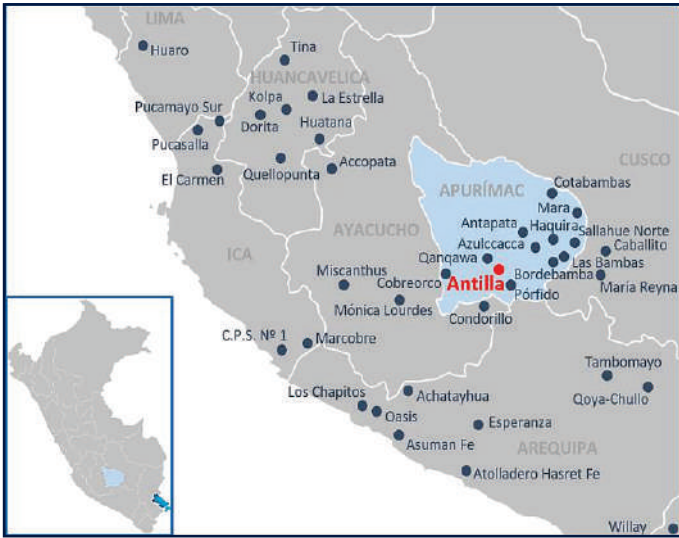 LIMA
Huaro
Tina
HUANCAVELICA
Kolpa
La Estrella
Pucamayo Sur
Dorita
Huatana
Pucasalla
El Carmen
Quellopunta
Accopata
CUSCO
APURÍMAC
Cotabambas
Mara
Antapata
Haquira
Sallahue Norte
AYACUCHO
Azulccacca
Caballito
ICA
Qanqawa
Las Bambas
Miscanthus
Cobreorco
Antilla
Bordebamba
María Reyna
Pórfido
Mónica Lourdes
Condorillo
C.P.S. Nº 1
Marcobre
Tambomayo
Los Chapitos
Achatayhua
Qoya-Chullo
Oasis
Esperanza
Asuman Fe
AREQUIPA
Atolladero Hasret Fe
Willay